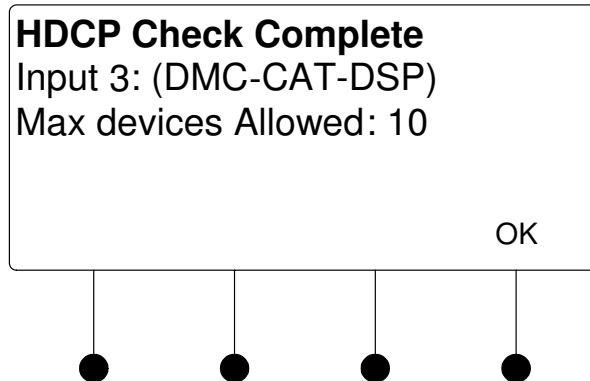 HDCP Check Complete
Input 3: (DMC-CAT-DSP)
Max devices Allowed: 10
OK